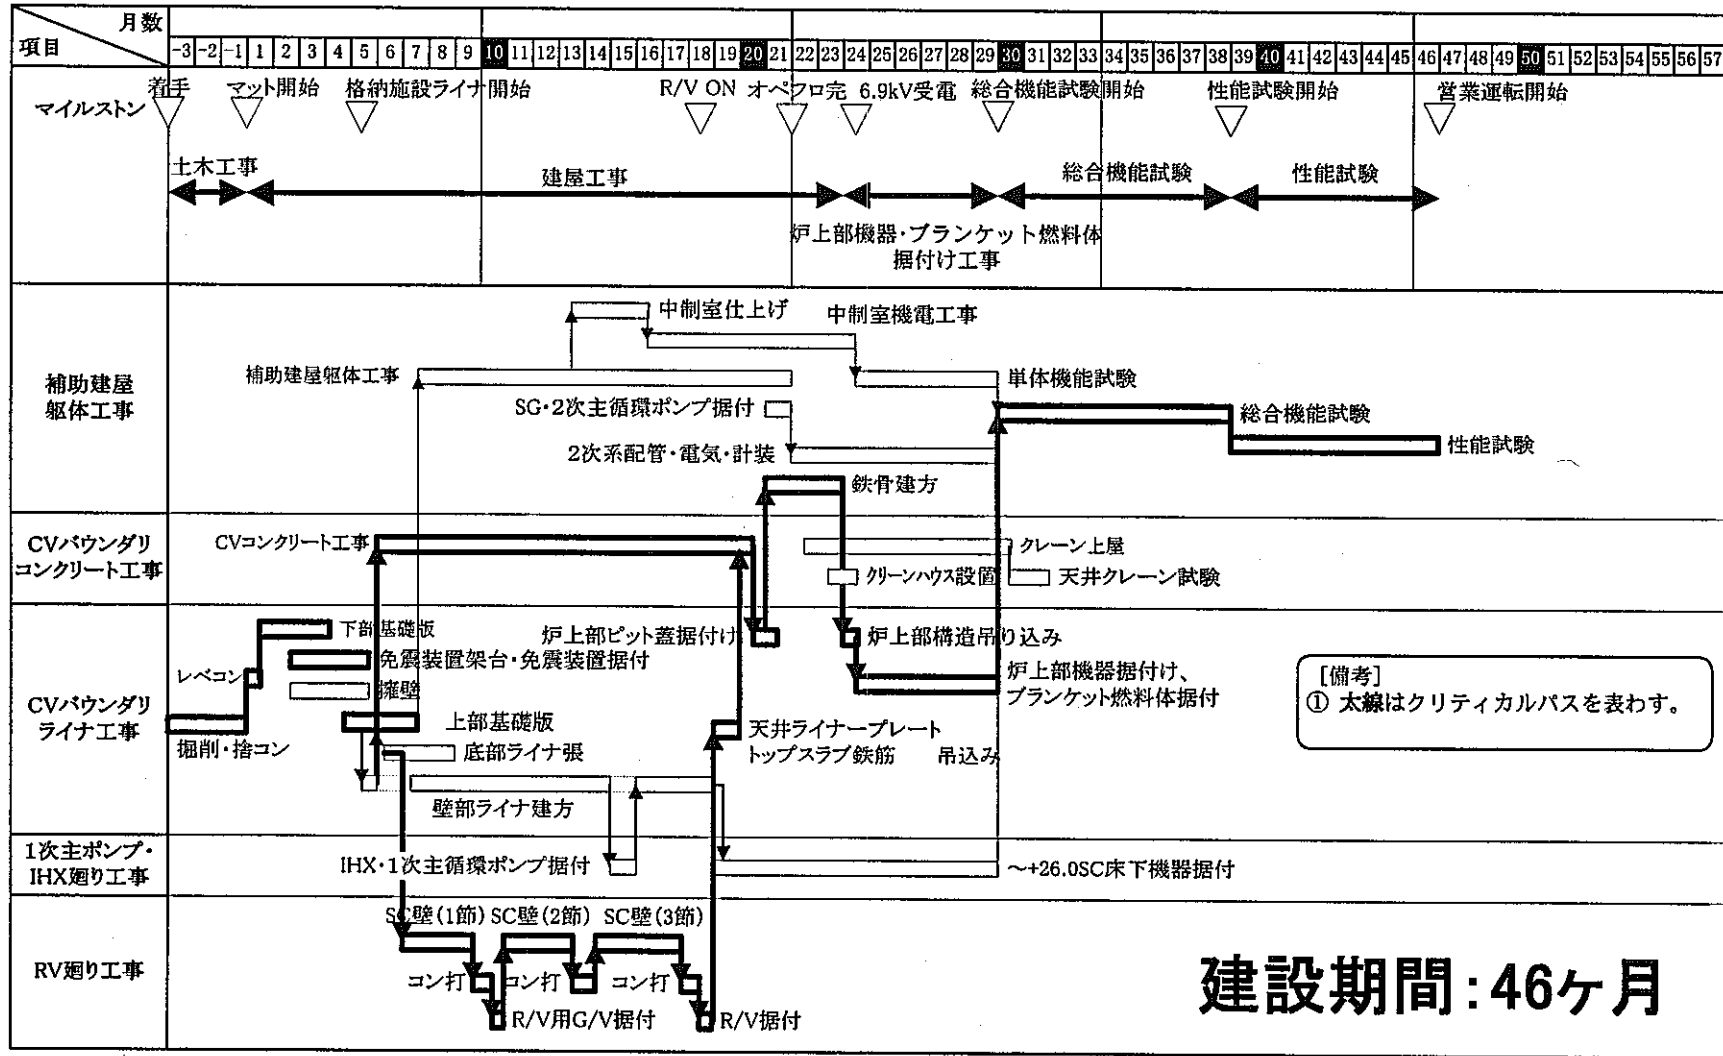 月数
項目
-3 -2 -1 1 2 3 4 5 6 7 8 9 10 11 12 13 14 15 16 17 18 19 20 21 22 23 24 25 26 27 28 29 30 31 32 33 34 35 36 37 38 39 40 41 42 43 44 45 46 47 48 49 50 51 52 53 54 55 56 57
マイルストン
着手 マット開始 格納施設ライナ開始 R/V ON オペフロ完 6.9kV受電 総合機能試験開始 性能試験開始 営業運転開始
土木工事 建屋工事 総合機能試験 性能試験
炉上部機器・ブランケット燃料体
据付け工事
補助建屋
躯体工事
中制室仕上げ 中制室機電工事
補助建屋躯体工事 単体機能試験
SG・2次主循環ポンプ据付 総合機能試験
2次系配管・電気・計装 性能試験
鉄骨建方
CVバウンダリ
コンクリート工事
CVコンクリート工事 クレーン上屋
クリーンハウス設置 天井クレーン試験
CVバウンダリ
ライナ工事
下部基礎版 炉上部ピット蓋据付け 炉上部構造吊り込み
レベコン 免震装置架台・免震装置据付
擁壁
炉上部機器据付け、
ブランケット燃料体据付
掘削・捨コン 上部基礎版 天井ライナープレート
底部ライナ張 トップスラブ鉄筋 吊込み
壁部ライナ建方
[備考]
① 太線はクリティカルパスを表わす。
1次主ポンプ・
IHX廻り工事
IHX・1次主循環ポンプ据付 ～+26.0SC床下機器据付
RV廻り工事
SC壁(1節) SC壁(2節) SC壁(3節)
コン打 コン打 コン打
R/V用G/V据付 R/V据付
建設期間:46ヶ月